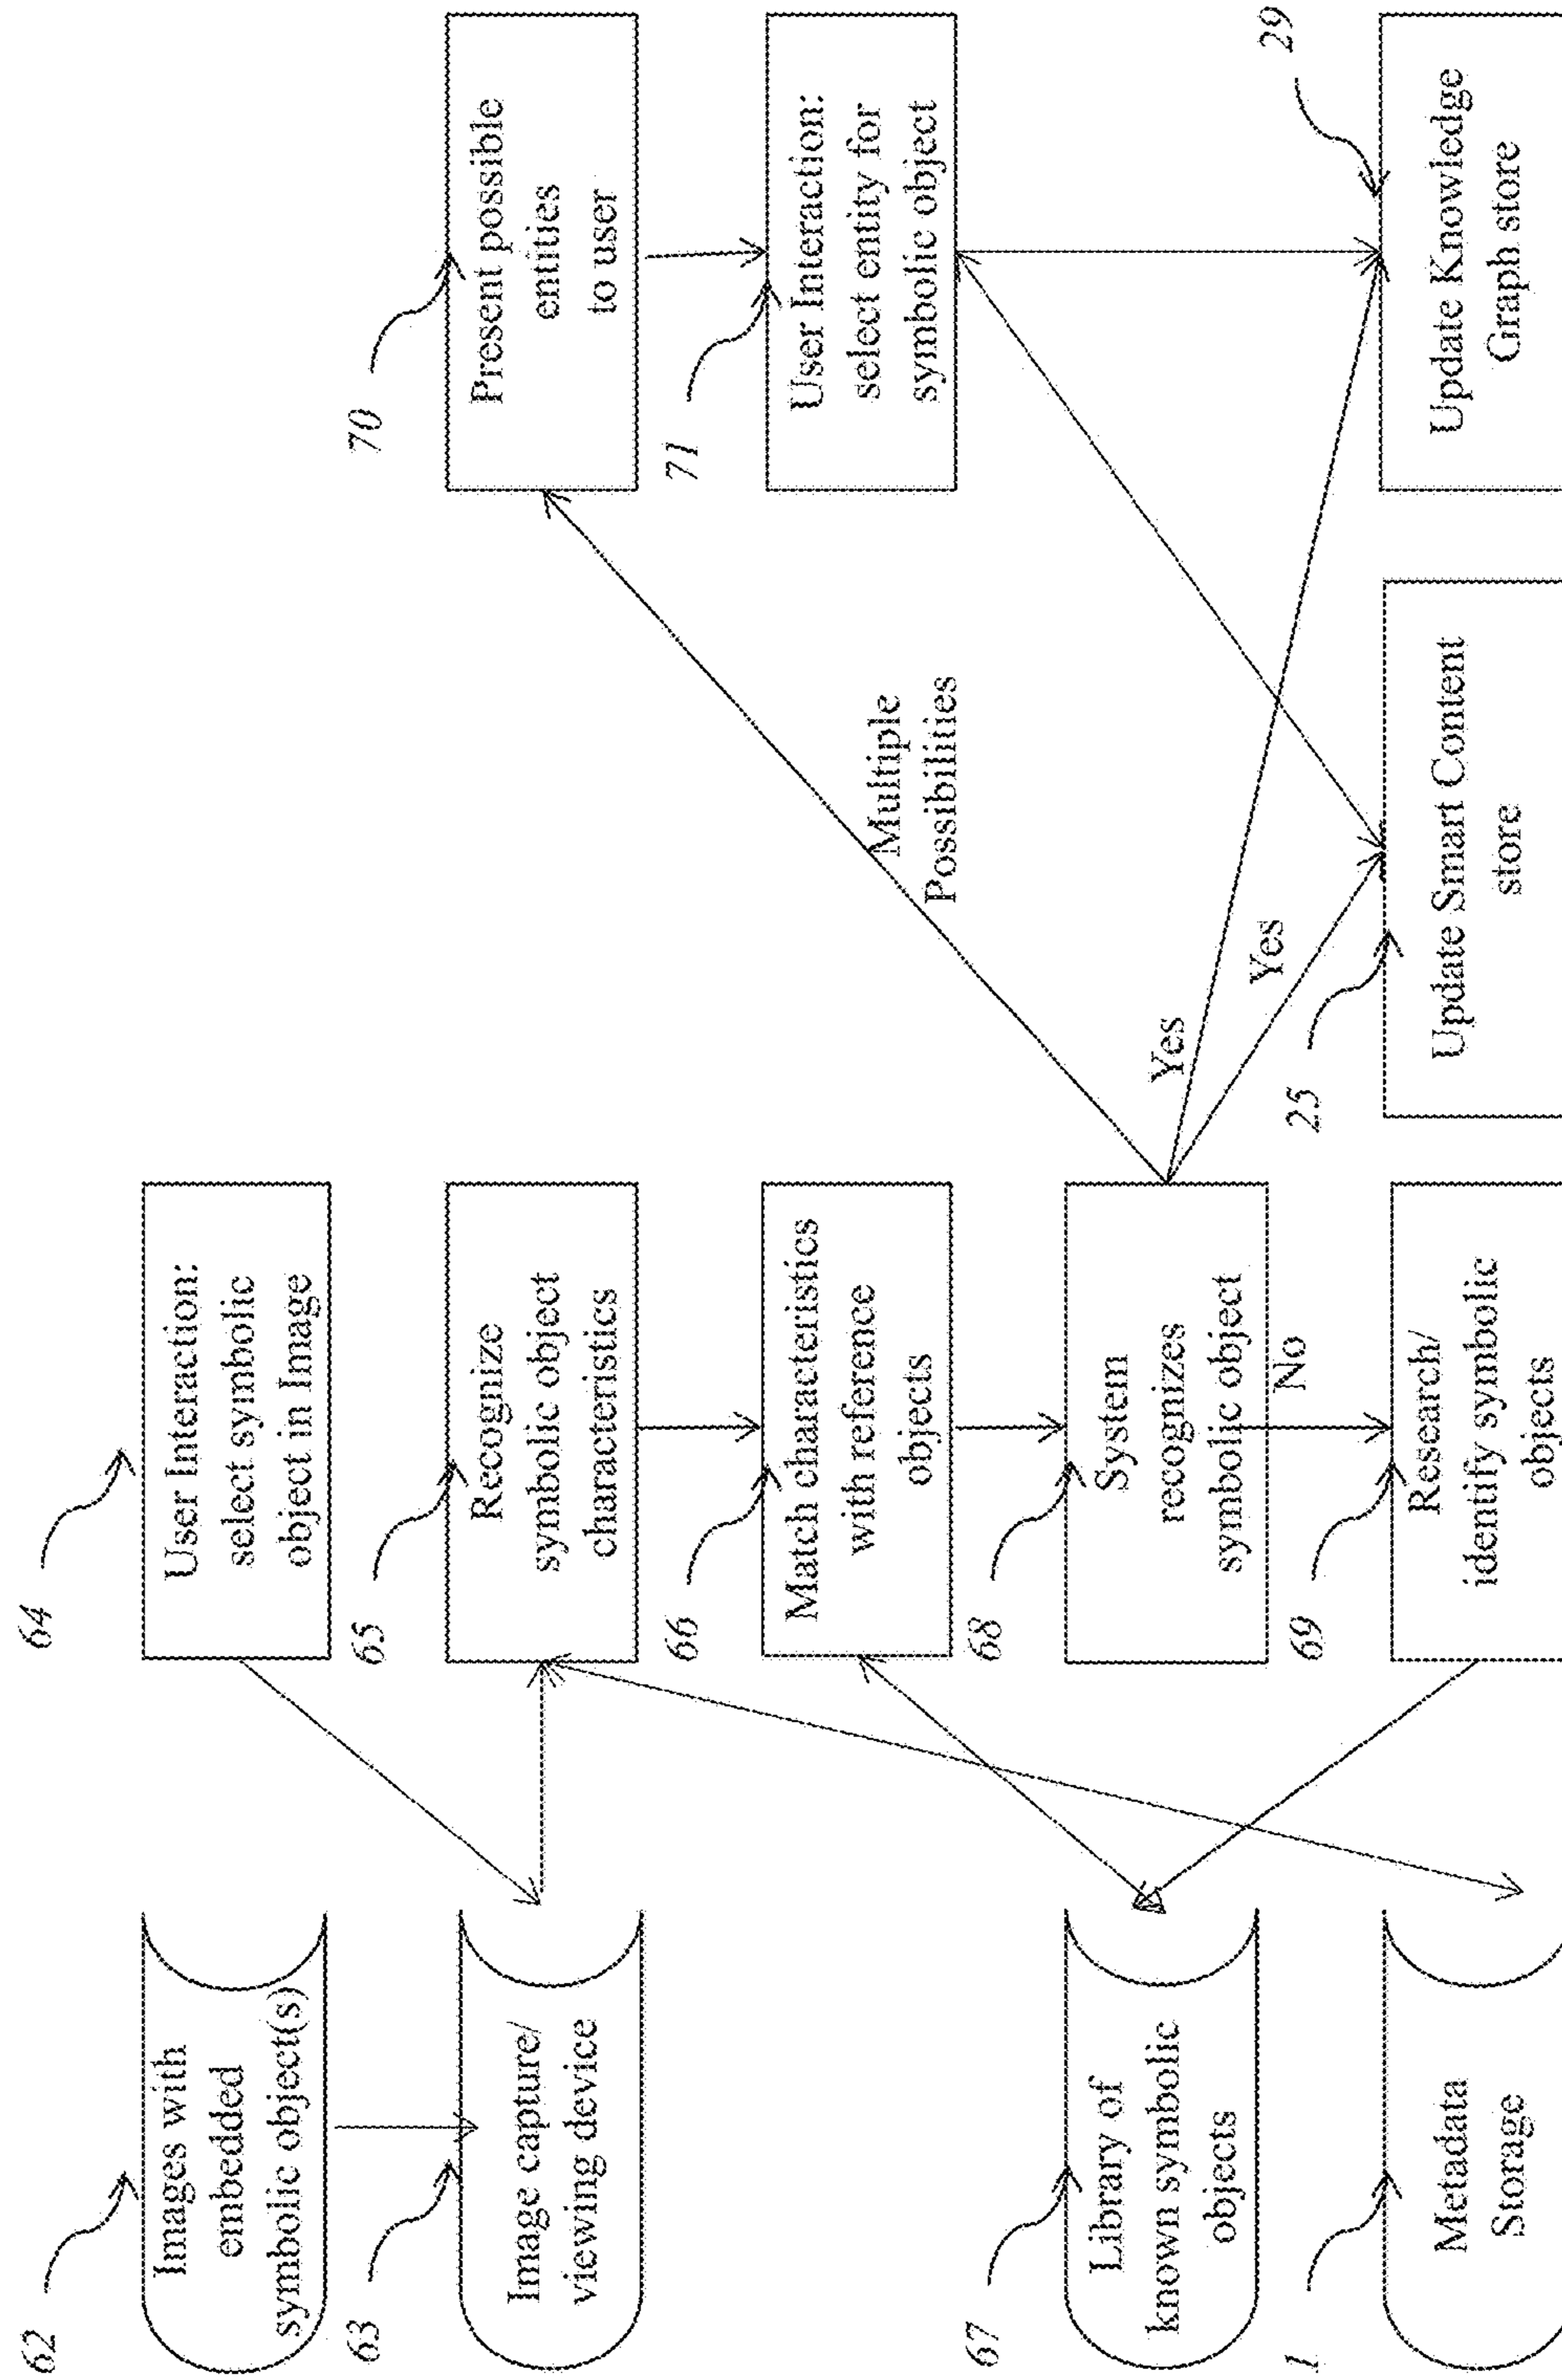 62
Images with
embedded
symbolic object(s)
63
Image capture/
viewing device
67
Library of
known symbolic
objects
1
Metadata
Storage
64
User Interaction:
select symbolic
object in Image
65
Recognize
symbolic object
characteristics
66
Match characteristics
with reference
objects
68
System
recognizes
symbolic object
No
69
Research/
identify symbolic
objects
Multiple
Possibilities
Yes
Yes
25
Update Smart Content
store
70
Present possible
entities
to user
71
User Interaction:
select entity for
symbolic object
29
Update Knowledge
Graph store